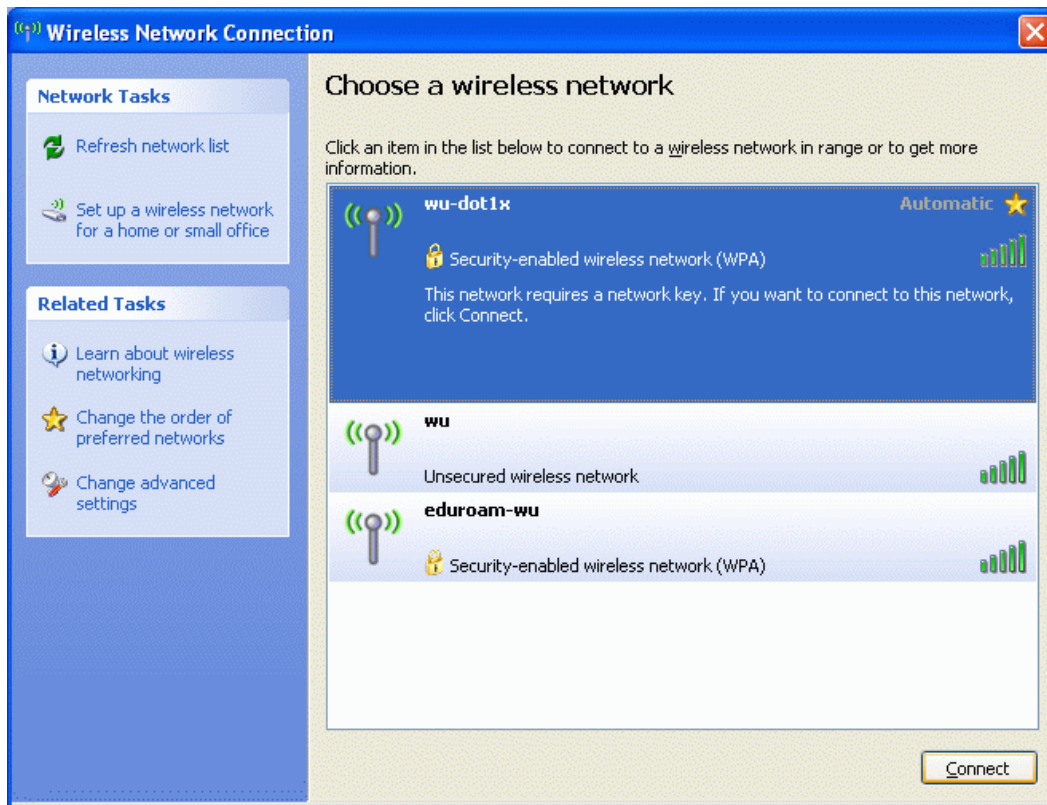 Wireless Network Connection
Network Tasks
Refresh network list
Set up a wireless network
for a home or small office
Related Tasks
Learn about wireless
networking
Change the order of
preferred networks
Change advanced
settings
Choose a wireless network
Click an item in the list below to connect to a wireless network in range or to get more
information.
wu-dot1x Automatic
Security-enabled wireless network (WPA)
This network requires a network key. If you want to connect to this network,
click Connect.
wu
Unsecured wireless network
eduroam-wu
Security-enabled wireless network (WPA)
Connect